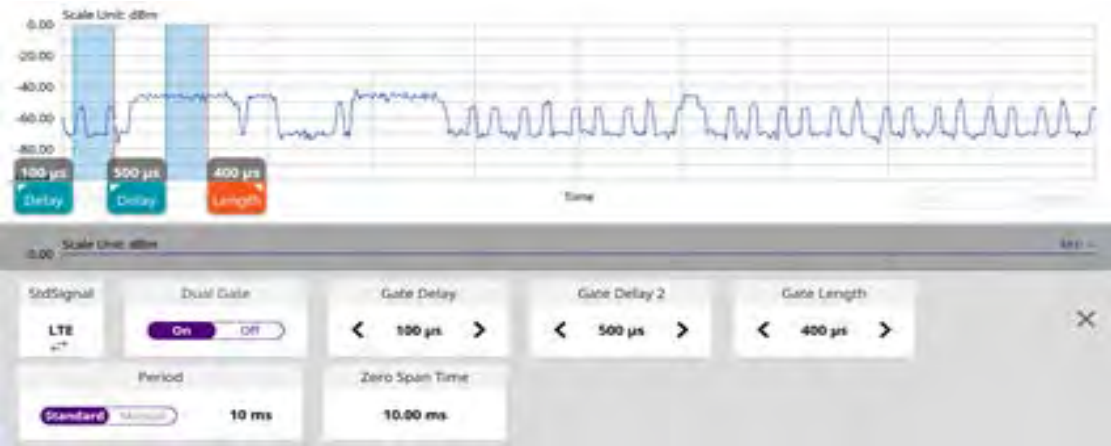 Scale Unit: dBm
0.00
-20.00
-40.00
-60.00
-80.00
100 µs 500 µs 400 µs
Delay Delay Length
Time
Scale Unit: dBm
0.00
StdSignal Dual Gate Gate Delay Gate Delay 2 Gate Length
LTE On Off 100 µs 500 µs 400 µs
Period Zero Span Time
Standard Manual 10 ms 10.00 ms